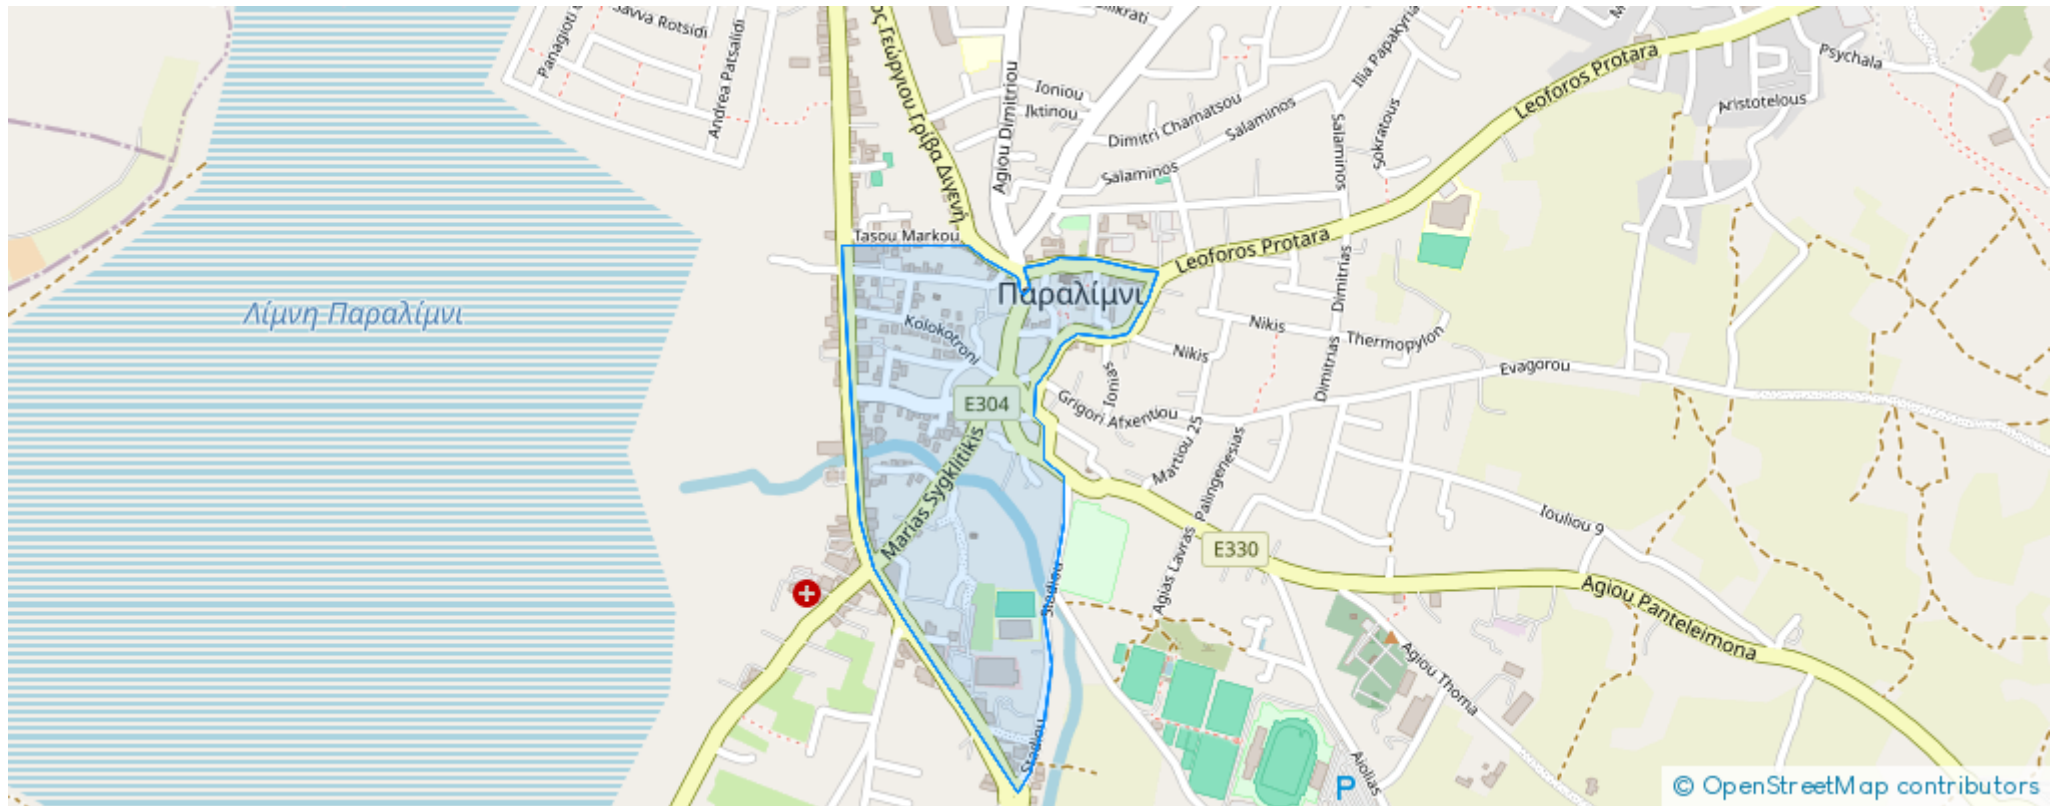 Savva Rotsidi
Panagioti
Andrea Patsalidi
ος Γεώργιου Γρίβα Διγενή
Agiou Dimitriou
Ioniou
Iktinou
Dimitri Chamatsou
Salaminos
Salaminos
Salaminos
Ilia Papakyria
Sokratous
Leoforos Protara
Psychala
Aristotelous
Tasou Markou
Leoforos Protara
Παραλίμνι
Λίμνη Παραλίμνι
Kolokotroni
Dimitrias
Dimitrias
Nikis
Nikis
Thermopylon
Evagorou
Ionias
Grigori Afxentiou
E304
Martiou 25
Palingenesias
Marias Sygklitikis
Iouliou 9
E330
Agias Lavras
Stadiou
Agiou Panteleimona
Agiou Thoma
Stadiou
Aiolias
P
© OpenStreetMap contributors